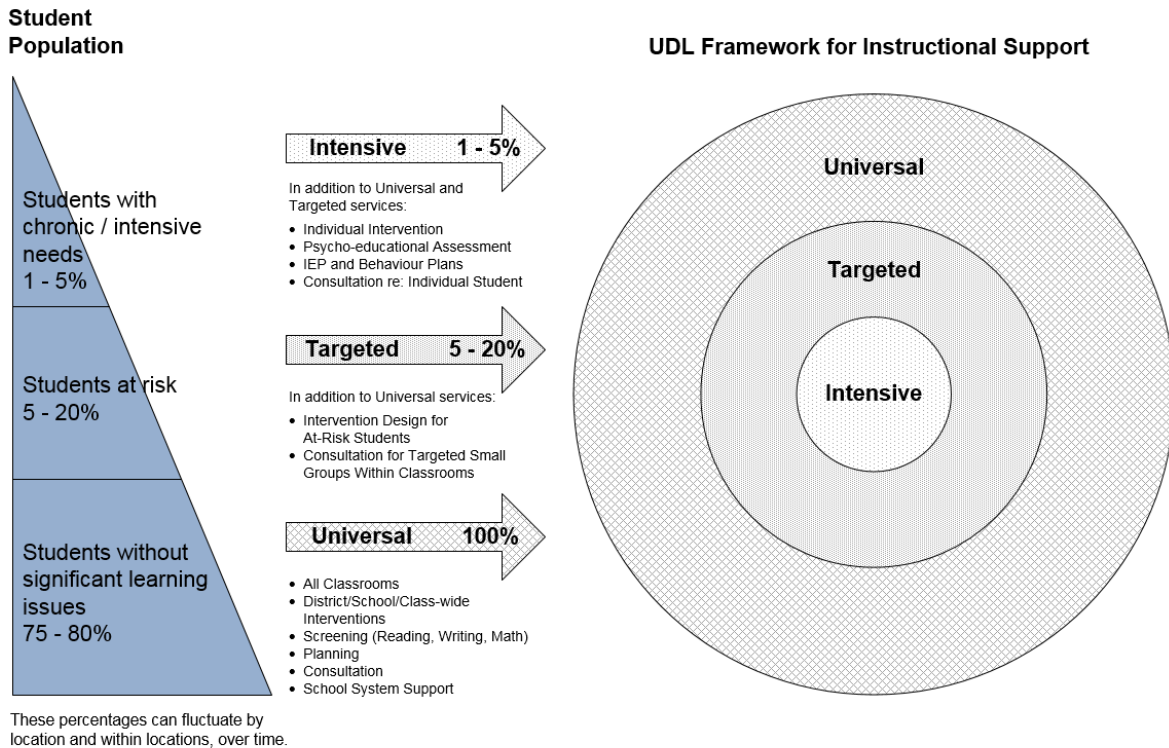 Student
Population
UDL Framework for Instructional Support
Students with
chronic / intensive
needs
1 - 5%
Students at risk
5 - 20%
Students without
significant learning
issues
75 - 80%
These percentages can fluctuate by
location and within locations, over time.
Intensive 1 - 5%
In addition to Universal and
Targeted services:
• Individual Intervention
• Psycho-educational Assessment
• IEP and Behaviour Plans
• Consultation re: Individual Student
Targeted 5 - 20%
In addition to Universal services:
• Intervention Design for
At-Risk Students
• Consultation for Targeted Small
Groups Within Classrooms
Universal 100%
• All Classrooms
• District/School/Class-wide
Interventions
• Screening (Reading, Writing, Math)
• Planning
• Consultation
• School System Support
Universal
Targeted
Intensive